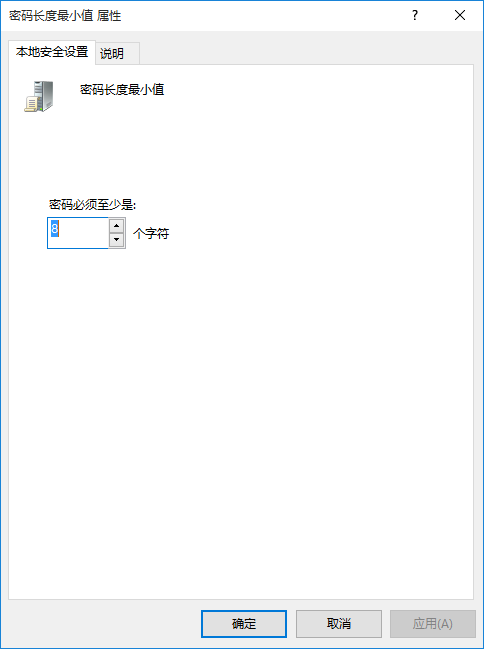 密码长度最小值 属性
本地安全设置 说明
密码长度最小值
密码必须至少是:
8 个字符
确定 取消 应用(A)